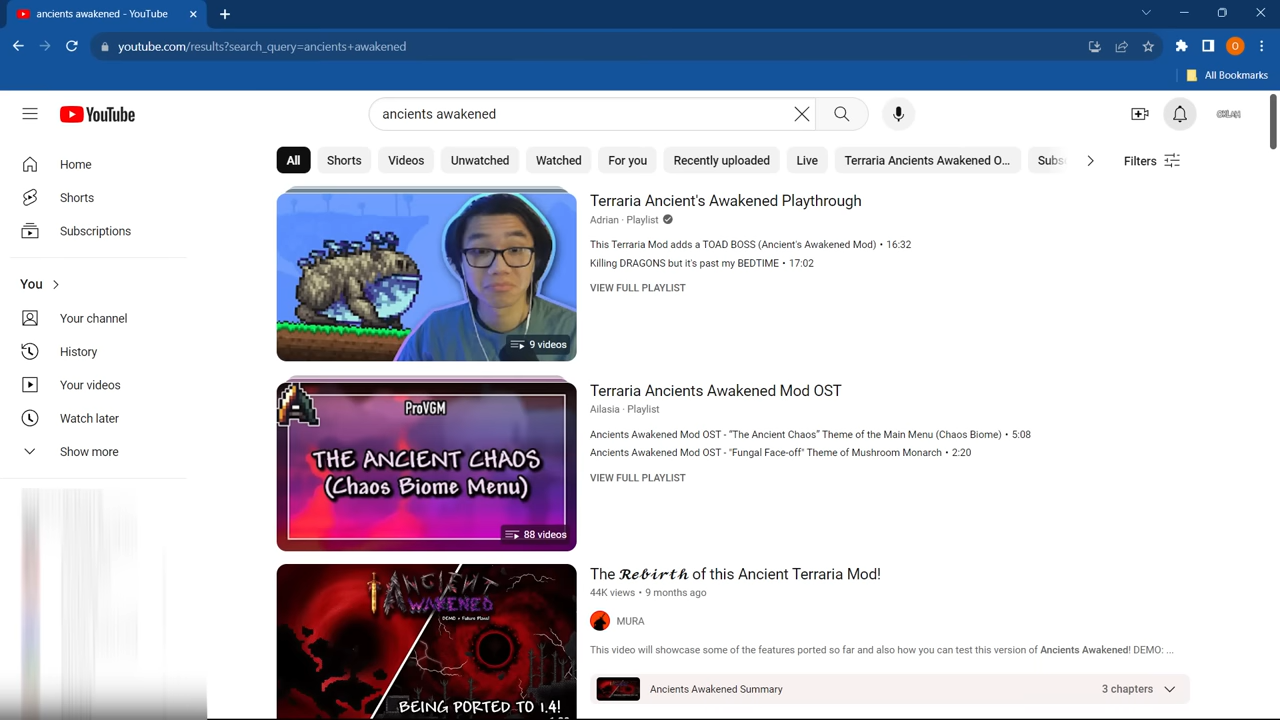 ancients awakened - YouTube
youtube.com/results?search_query=ancients+awakened
O
All Bookmarks
YouTube
ancients awakened
Home
Shorts
Subscriptions
You
Your channel
History
Your videos
Watch later
Show more
All
Shorts
Videos
Unwatched
Watched
For you
Recently uploaded
Live
Terraria Ancients Awakened O...
Subs
Filters
9 videos
Terraria Ancient's Awakened Playthrough
Adrian · Playlist
This Terraria Mod adds a TOAD BOSS (Ancient's Awakened Mod) • 16:32
Killing DRAGONS but it's past my BEDTIME • 17:02
VIEW FULL PLAYLIST
ProVGM
THE ANCIENT CHAOS
(Chaos Biome Menu)
88 videos
Terraria Ancients Awakened Mod OST
Ailasia · Playlist
Ancients Awakened Mod OST - "The Ancient Chaos" Theme of the Main Menu (Chaos Biome) • 5:08
Ancients Awakened Mod OST - "Fungal Face-off" Theme of Mushroom Monarch • 2:20
VIEW FULL PLAYLIST
ANCIENT
AWAKENED
DEMO + Future Plans!
BEING PORTED TO 1.4!
The 𝓡𝓮𝓫𝓲𝓻𝓽𝓱 of this Ancient Terraria Mod!
44K views • 9 months ago
MURA
This video will showcase some of the features ported so far and also how you can test this version of Ancients Awakened! DEMO: ...
Ancients Awakened Summary
3 chapters